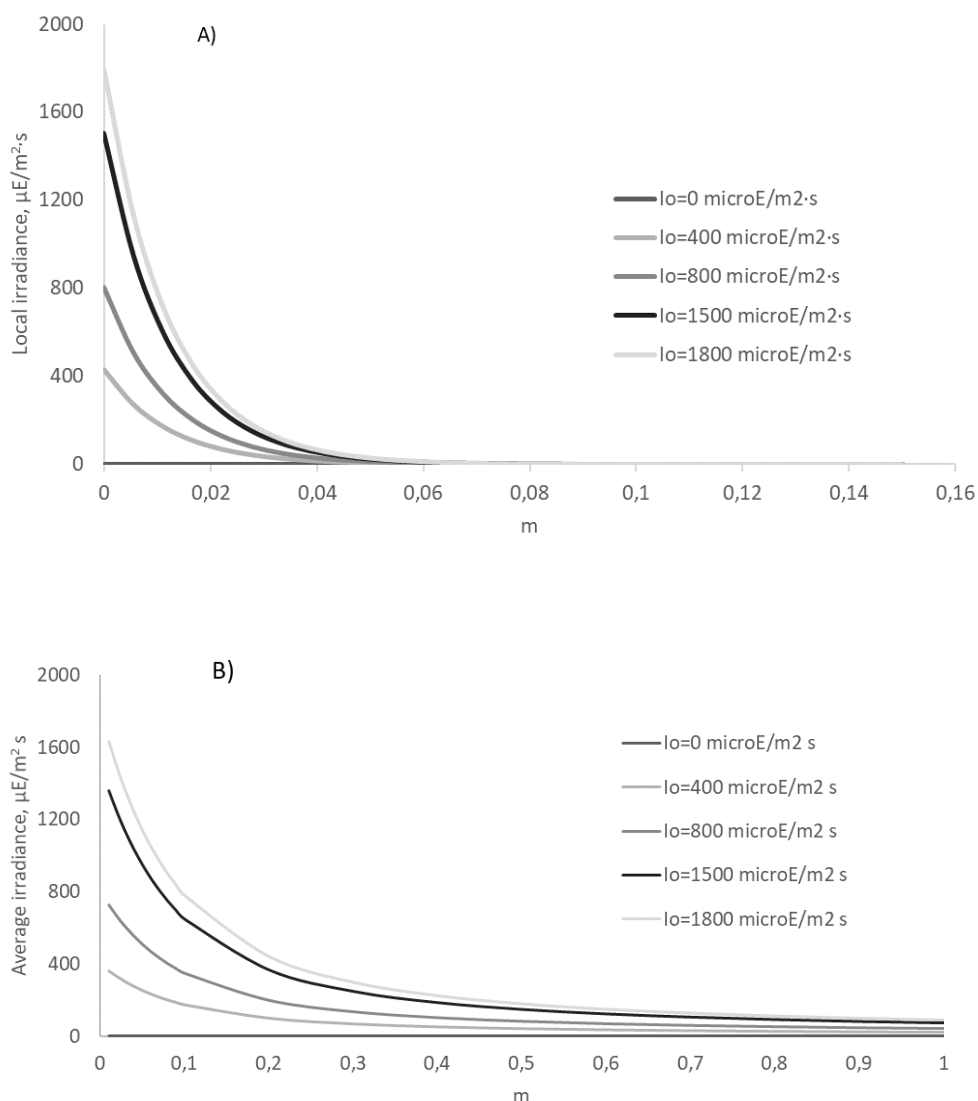 A)
2000
1600
1200
800
400
0
Local irradiance, µE/m²·s
0 0,02 0,04 0,06 0,08 0,1 0,12 0,14 0,16
m
Io=0 microE/m2·s
Io=400 microE/m2·s
Io=800 microE/m2·s
Io=1500 microE/m2·s
Io=1800 microE/m2·s
B)
2000
1600
1200
800
400
0
Average irradiance, µE/m² s
0 0,1 0,2 0,3 0,4 0,5 0,6 0,7 0,8 0,9 1
m
Io=0 microE/m2 s
Io=400 microE/m2 s
Io=800 microE/m2 s
Io=1500 microE/m2 s
Io=1800 microE/m2 s